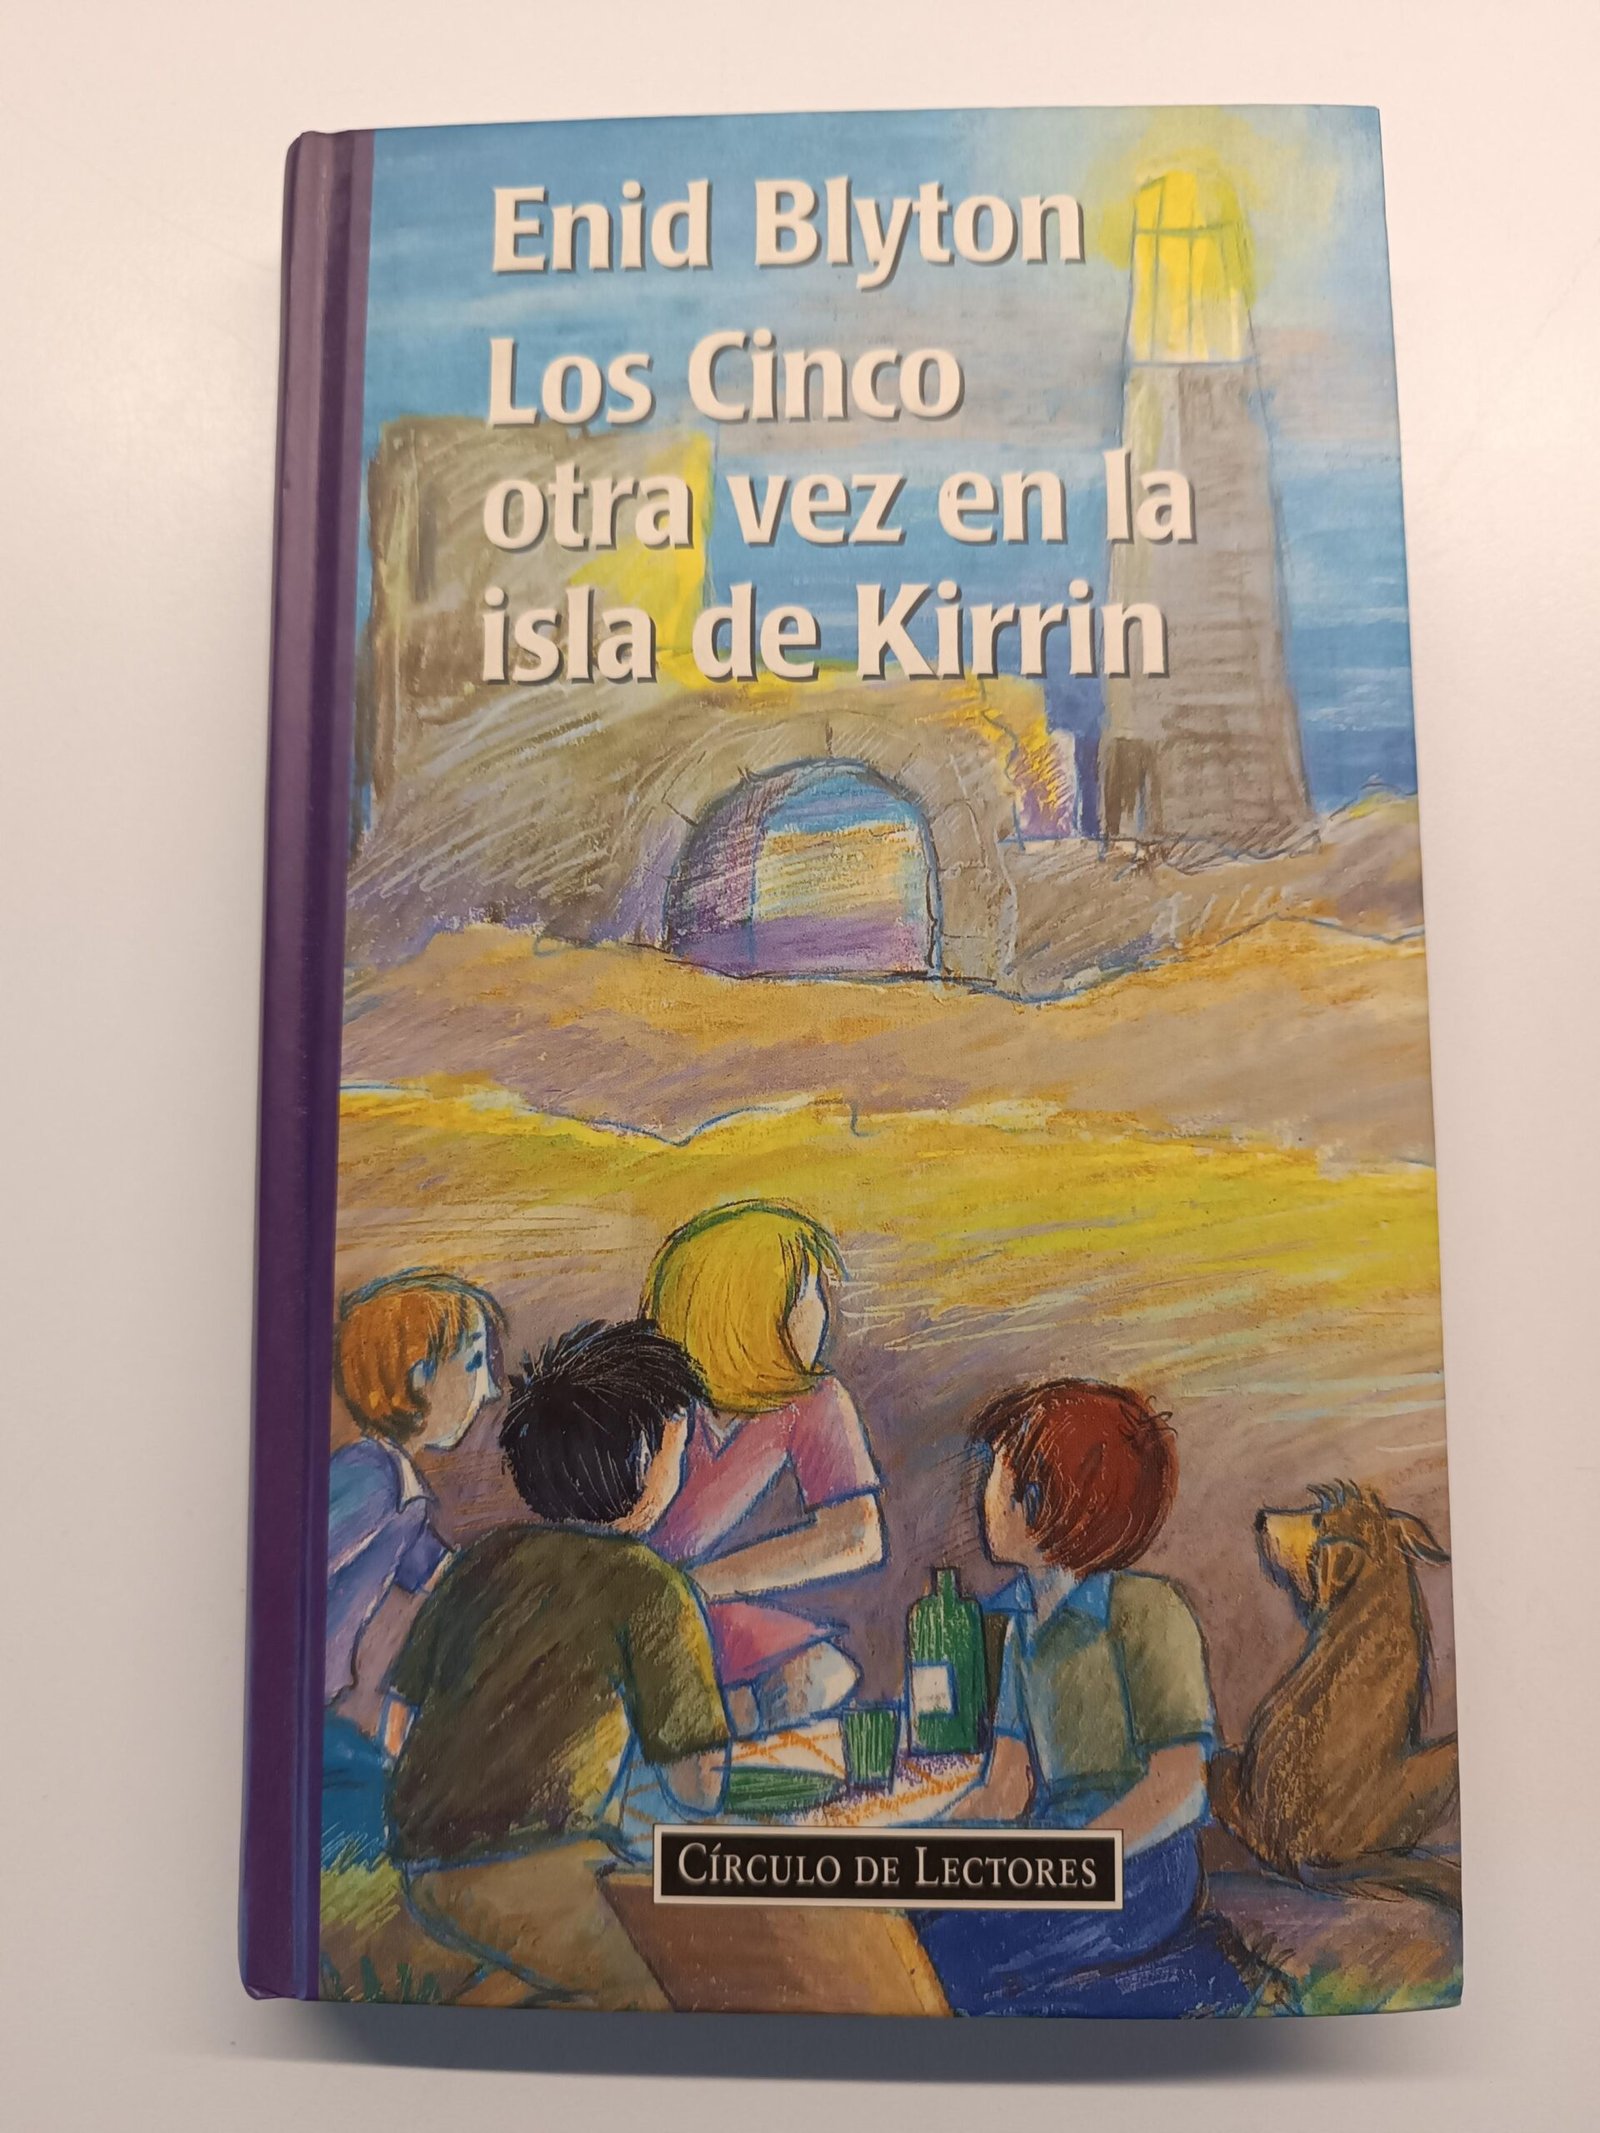 Enid Blyton
Los Cinco
otra vez en la
isla de Kirrin
CÍRCULO DE LECTORES